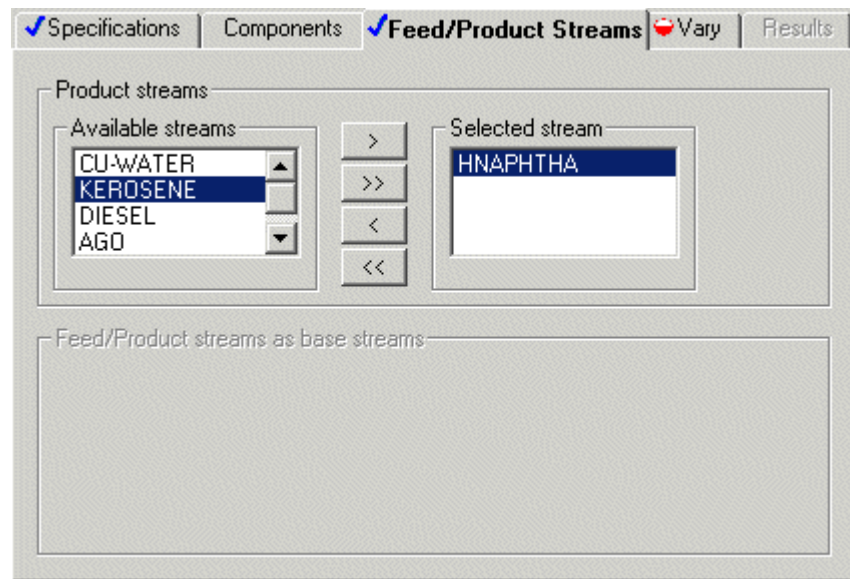 Specifications Components Feed/Product Streams Vary Results
Product streams
Available streams
CU-WATER
KEROSENE
DIESEL
AGO
>
>>
<
<<
Selected stream
HNAPHTHA
Feed/Product streams as base streams